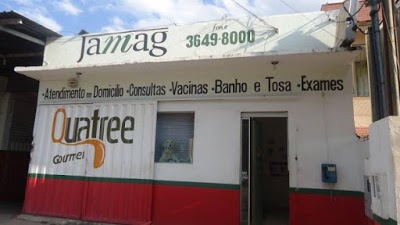 Jamag
fone
3649-8000
•Atendimento em Domicílio •Consultas •Vacinas •Banho e Tosa •Exames
Quatree
Gourmet